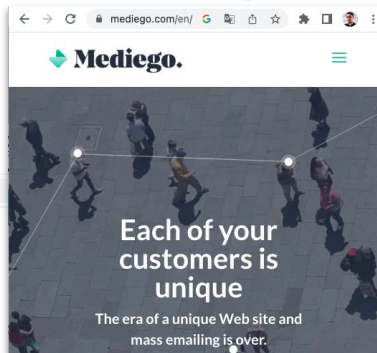 mediego.com/en/
Mediego.
Each of your
customers is
unique
The era of a unique Web site and
mass emailing is over.